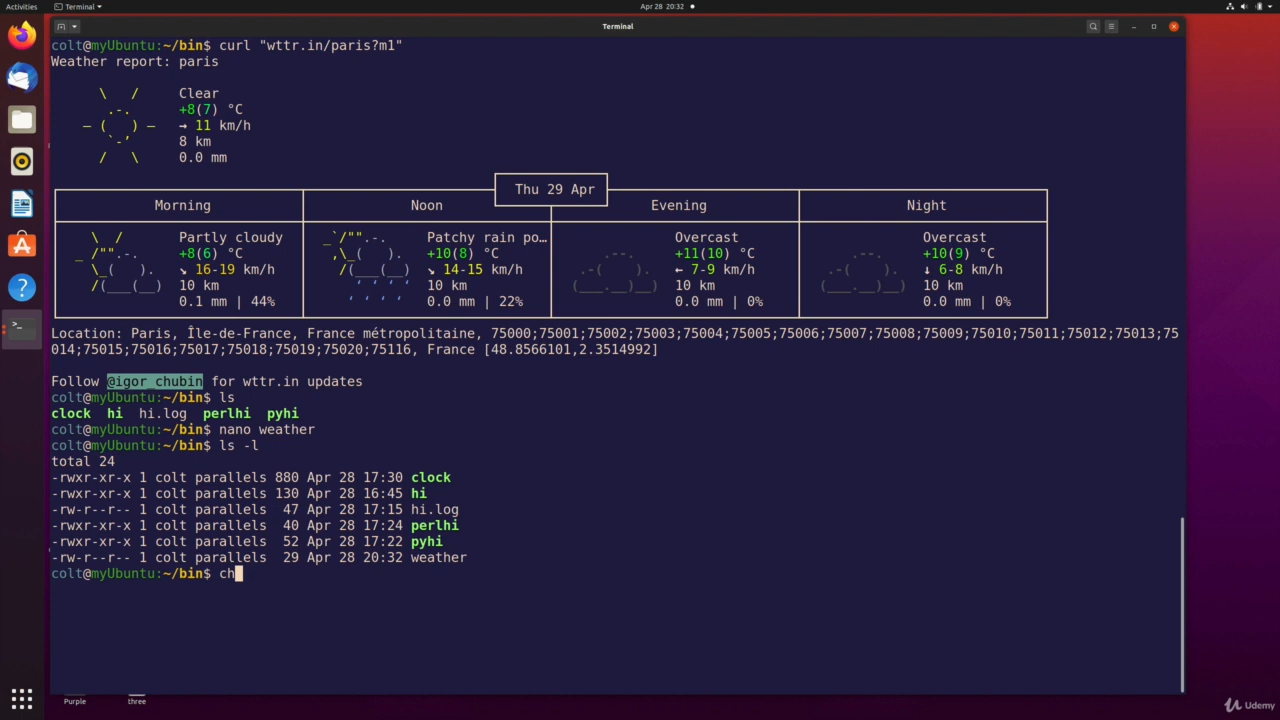 Activities Terminal Apr 28 20:32
Terminal
colt@myUbuntu:~/bin$ curl "wttr.in/paris?m1"
Weather report: paris
Clear
+8(7) °C
→ 11 km/h
8 km
0.0 mm
Thu 29 Apr
Morning Noon Evening Night
Partly cloudy Patchy rain po… Overcast Overcast
+8(6) °C +10(8) °C +11(10) °C +10(9) °C
↘ 16-19 km/h ↘ 14-15 km/h ← 7-9 km/h ↓ 6-8 km/h
10 km 10 km 10 km 10 km
0.1 mm | 44% 0.0 mm | 22% 0.0 mm | 0% 0.0 mm | 0%
Location: Paris, Île-de-France, France métropolitaine, 75000;75001;75002;75003;75004;75005;75006;75007;75008;75009;75010;75011;75012;75013;75
014;75015;75016;75017;75018;75019;75020;75116, France [48.8566101,2.3514992]
Follow @igor_chubin for wttr.in updates
colt@myUbuntu:~/bin$ ls
clock hi hi.log perlhi pyhi
colt@myUbuntu:~/bin$ nano weather
colt@myUbuntu:~/bin$ ls -l
total 24
-rwxr-xr-x 1 colt parallels 880 Apr 28 17:30 clock
-rwxr-xr-x 1 colt parallels 130 Apr 28 16:45 hi
-rw-r--r-- 1 colt parallels 47 Apr 28 17:15 hi.log
-rwxr-xr-x 1 colt parallels 40 Apr 28 17:24 perlhi
-rwxr-xr-x 1 colt parallels 52 Apr 28 17:22 pyhi
-rw-r--r-- 1 colt parallels 29 Apr 28 20:32 weather
colt@myUbuntu:~/bin$ ch
Purple three
Udemy